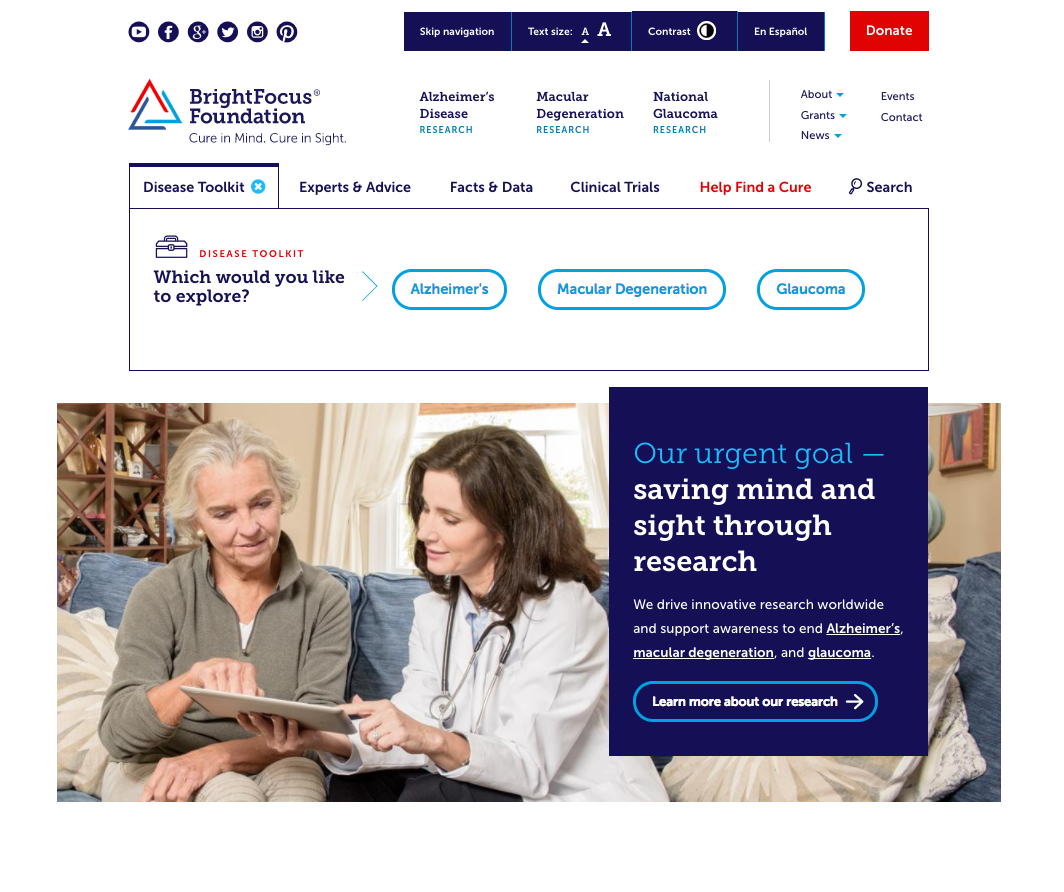 Skip navigation
Text size: A A
Contrast
En Español
Donate
BrightFocus®
Foundation
Cure in Mind. Cure in Sight.
Alzheimer’s
Disease
RESEARCH
Macular
Degeneration
RESEARCH
National
Glaucoma
RESEARCH
About
Grants
News
Events
Contact
Disease Toolkit
Experts & Advice
Facts & Data
Clinical Trials
Help Find a Cure
Search
DISEASE TOOLKIT
Which would you like
to explore?
Alzheimer's
Macular Degeneration
Glaucoma
Our urgent goal —
saving mind and
sight through
research
We drive innovative research worldwide
and support awareness to end Alzheimer’s,
macular degeneration, and glaucoma.
Learn more about our research